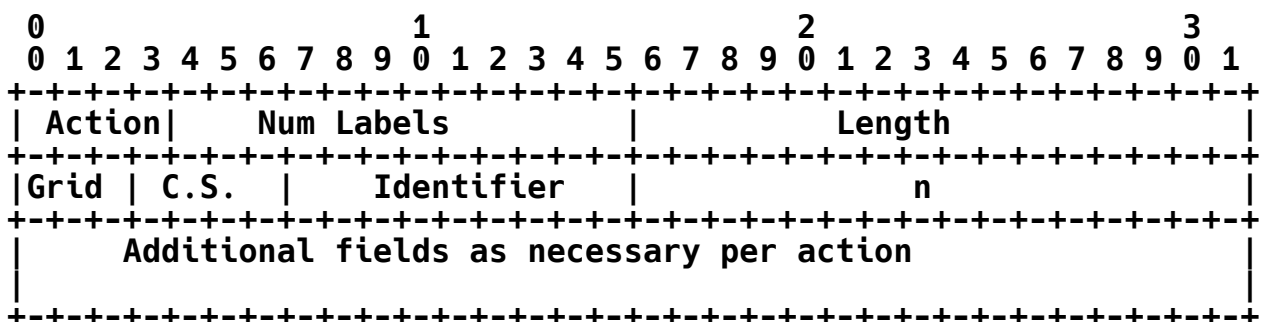 0                   1                   2                   3
 0 1 2 3 4 5 6 7 8 9 0 1 2 3 4 5 6 7 8 9 0 1 2 3 4 5 6 7 8 9 0 1
+-+-+-+-+-+-+-+-+-+-+-+-+-+-+-+-+-+-+-+-+-+-+-+-+-+-+-+-+-+-+-+-+
| Action|    Num Labels         |          Length               |
+-+-+-+-+-+-+-+-+-+-+-+-+-+-+-+-+-+-+-+-+-+-+-+-+-+-+-+-+-+-+-+-+
|Grid | C.S.  |    Identifier   |              n                |
+-+-+-+-+-+-+-+-+-+-+-+-+-+-+-+-+-+-+-+-+-+-+-+-+-+-+-+-+-+-+-+-+
|     Additional fields as necessary per action                 |
|                                                               |
+-+-+-+-+-+-+-+-+-+-+-+-+-+-+-+-+-+-+-+-+-+-+-+-+-+-+-+-+-+-+-+-+